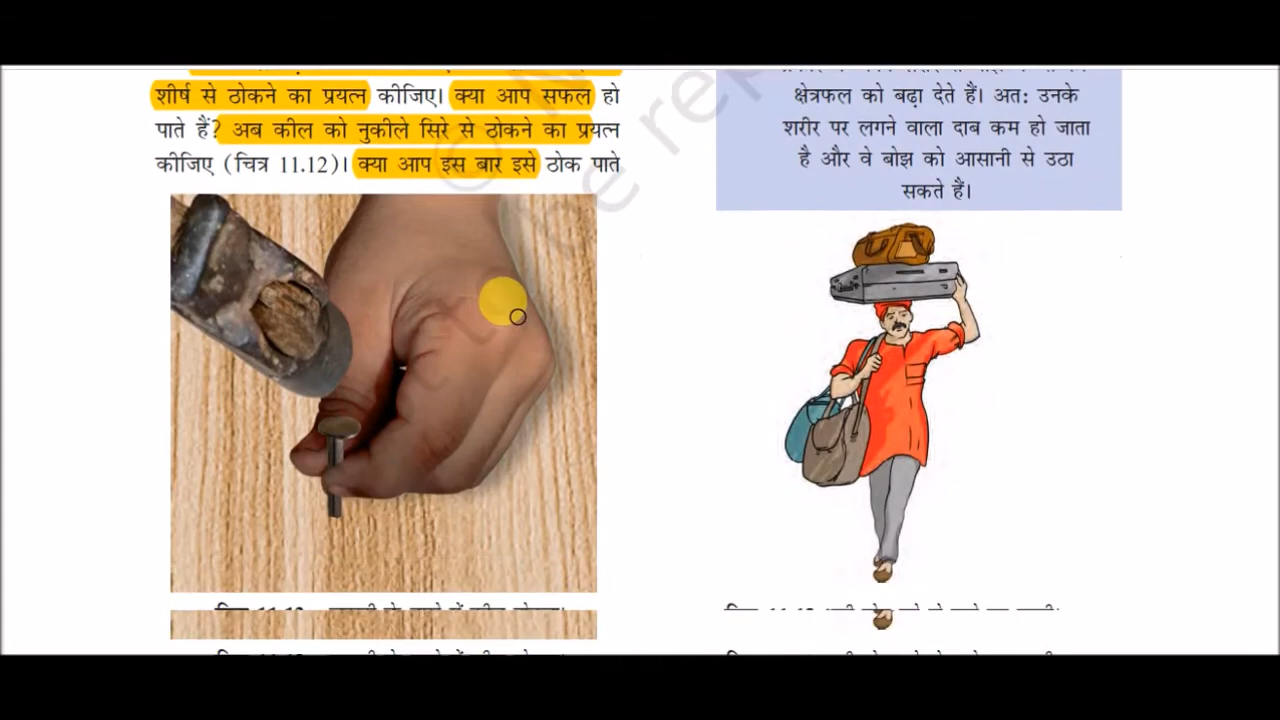 शीर्ष से ठोकने का प्रयत्न कीजिए। क्या आप सफल हो
पाते हैं? अब कील को नुकीले सिरे से ठोकने का प्रयत्न
कीजिए (चित्र 11.12)। क्या आप इस बार इसे ठोक पाते
क्षेत्रफल को बढ़ा देते हैं। अत: उनके
शरीर पर लगने वाला दाब कम हो जाता
है और वे बोझ को आसानी से उठा
सकते हैं।